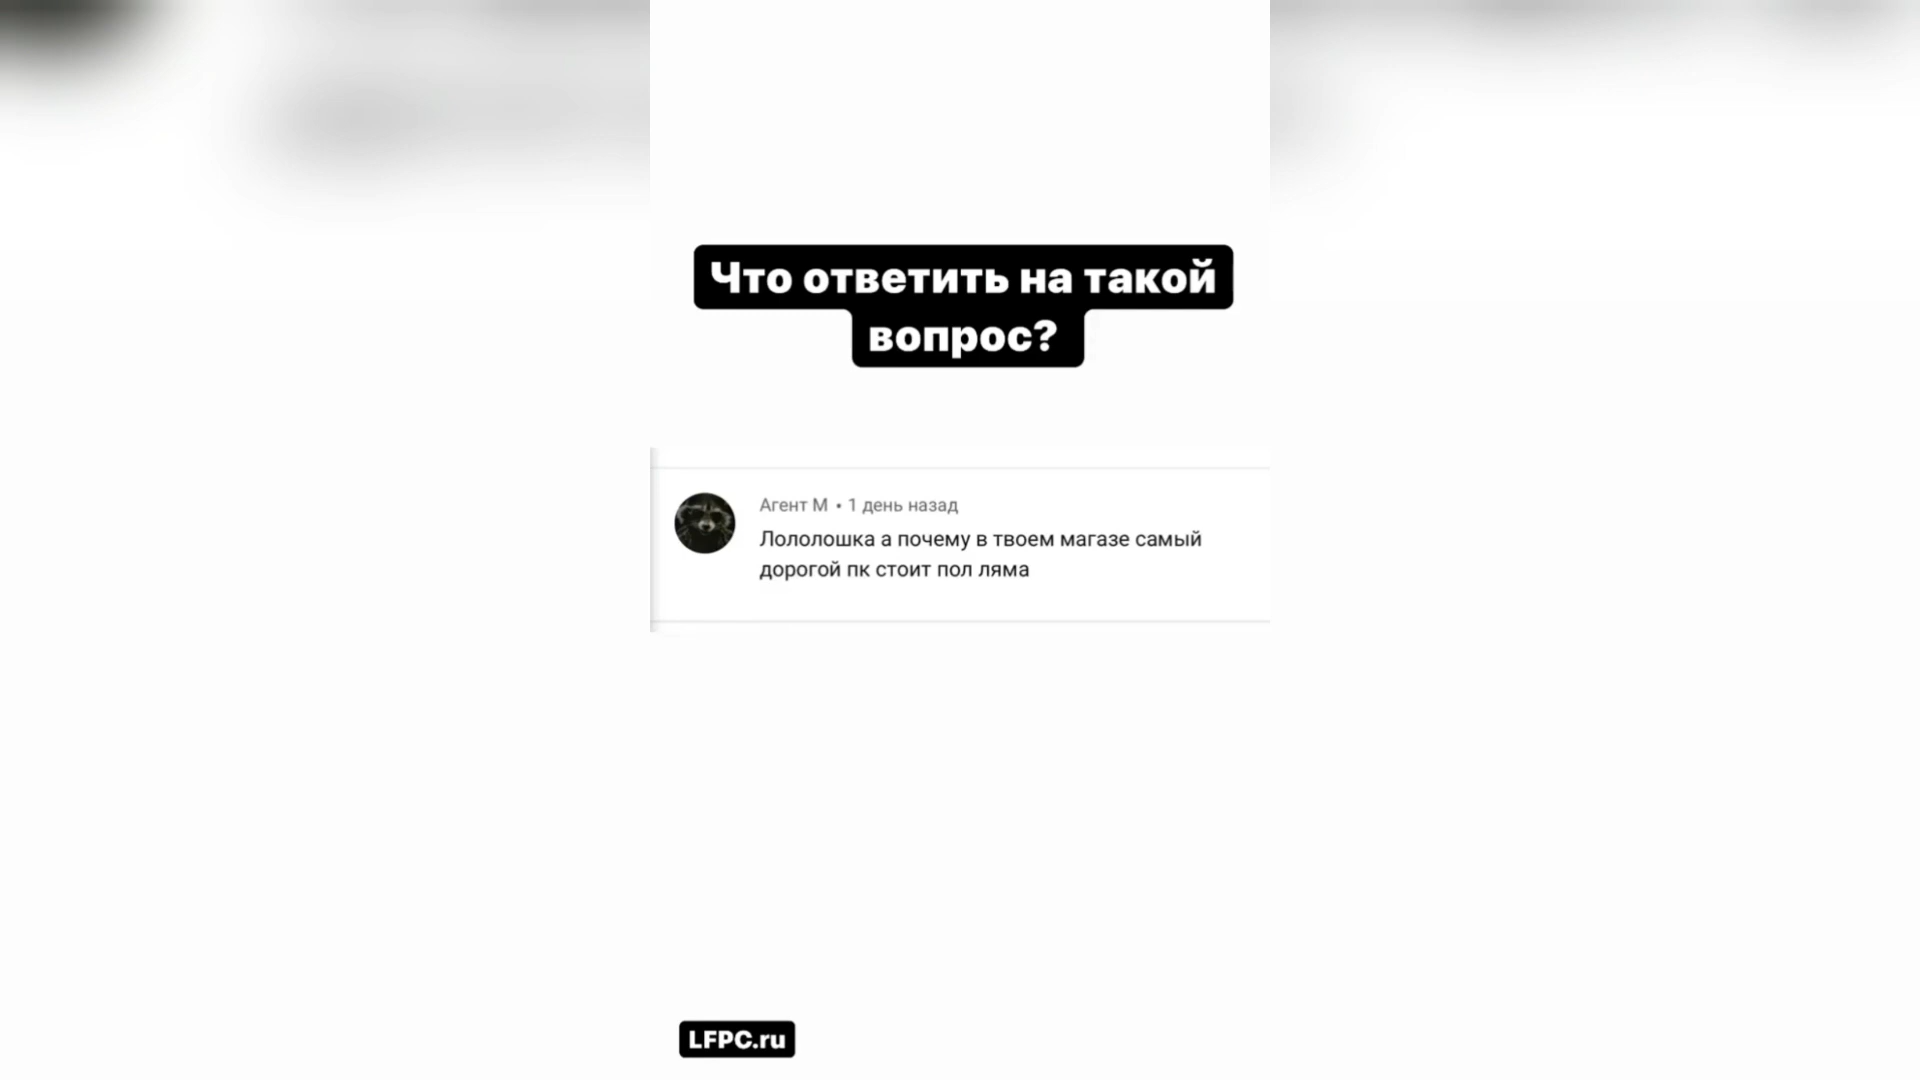 Что ответить на такой
вопрос?
Агент М • 1 день назад
Лололошка а почему в твоем магазе самый
дорогой пк стоит пол ляма
LFPC.ru